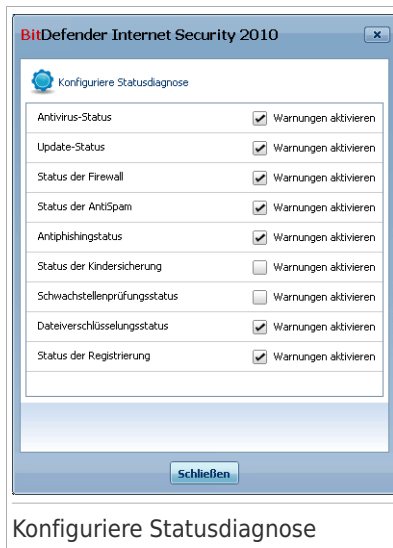 BitDefender Internet Security 2010
Konfiguriere Statusdiagnose
Antivirus-Status Warnungen aktivieren
Update-Status Warnungen aktivieren
Status der Firewall Warnungen aktivieren
Status der AntiSpam Warnungen aktivieren
Antiphishingstatus Warnungen aktivieren
Status der Kindersicherung Warnungen aktivieren
Schwachstellenprüfungsstatus Warnungen aktivieren
Dateiverschlüsselungsstatus Warnungen aktivieren
Status der Registrierung Warnungen aktivieren
Schließen
Konfiguriere Statusdiagnose